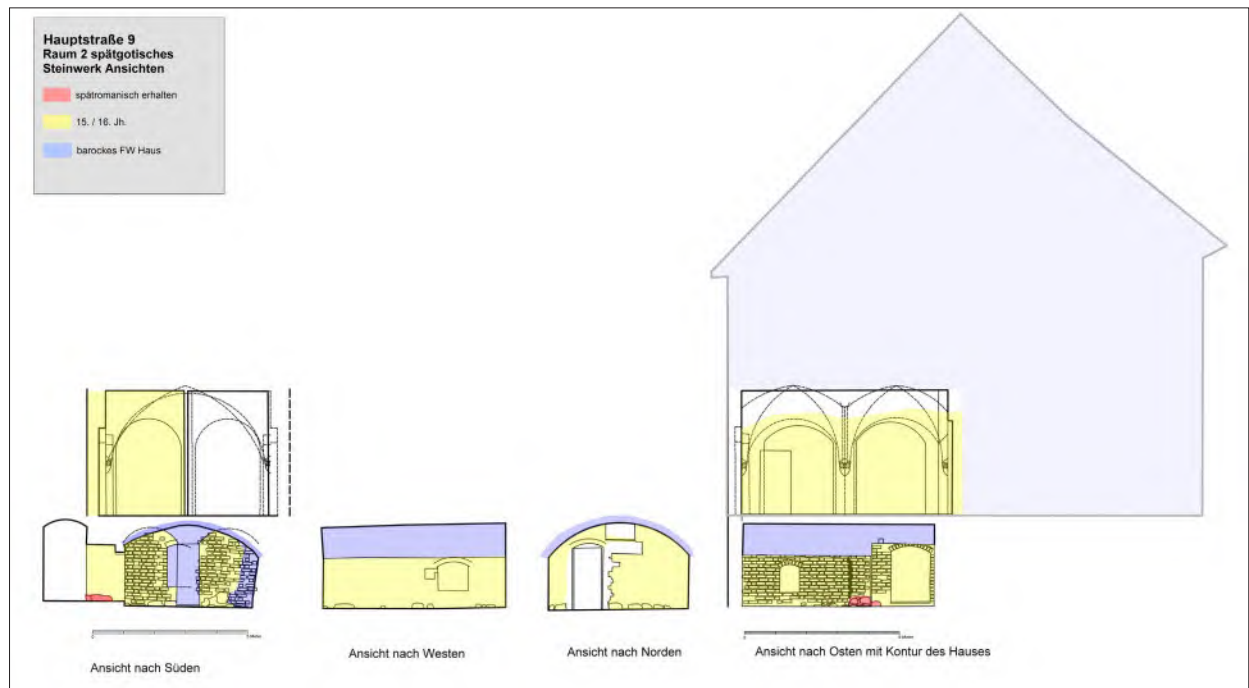 Hauptstraße 9
Raum 2 spätgotisches
Steinwerk Ansichten
spätromanisch erhalten
15. / 16. Jh.
barockes FW Haus
Ansicht nach Süden
Ansicht nach Westen
Ansicht nach Norden
Ansicht nach Osten mit Kontur des Hauses